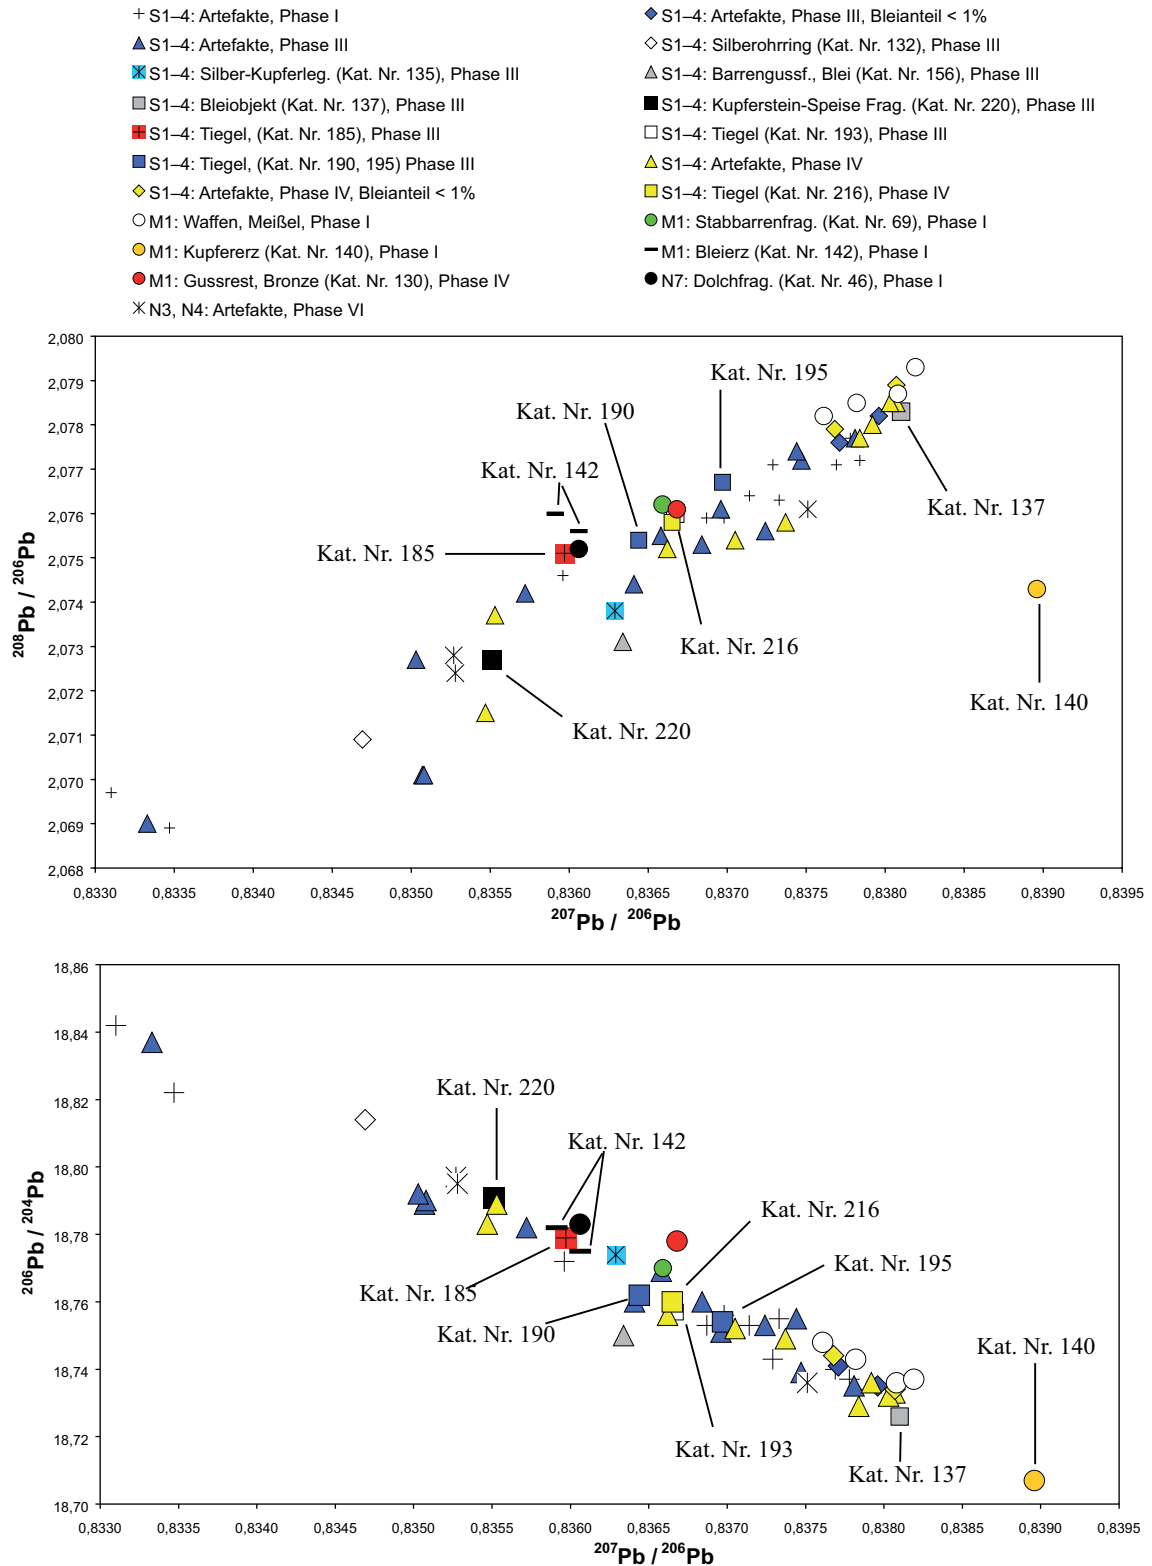 S1–4: Artefakte, Phase I
S1–4: Artefakte, Phase III
S1–4: Silber-Kupferleg. (Kat. Nr. 135), Phase III
S1–4: Bleiobjekt (Kat. Nr. 137), Phase III
S1–4: Tiegel, (Kat. Nr. 185), Phase III
S1–4: Tiegel, (Kat. Nr. 190, 195) Phase III
S1–4: Artefakte, Phase IV, Bleianteil < 1%
M1: Waffen, Meißel, Phase I
M1: Kupfererz (Kat. Nr. 140), Phase I
M1: Gussrest, Bronze (Kat. Nr. 130), Phase IV
N3, N4: Artefakte, Phase VI
S1–4: Artefakte, Phase III, Bleianteil < 1%
S1–4: Silberohrring (Kat. Nr. 132), Phase III
S1–4: Barrengussf., Blei (Kat. Nr. 156), Phase III
S1–4: Kupferstein-Speise Frag. (Kat. Nr. 220), Phase III
S1–4: Tiegel (Kat. Nr. 193), Phase III
S1–4: Artefakte, Phase IV
S1–4: Tiegel (Kat. Nr. 216), Phase IV
M1: Stabbarrenfrag. (Kat. Nr. 69), Phase I
M1: Bleierz (Kat. Nr. 142), Phase I
N7: Dolchfrag. (Kat. Nr. 46), Phase I
2,080
2,079
2,078
2,077
2,076
2,075
2,074
2,073
2,072
2,071
2,070
2,069
2,068
208Pb / 206Pb
Kat. Nr. 195
Kat. Nr. 190
Kat. Nr. 142
Kat. Nr. 137
Kat. Nr. 185
Kat. Nr. 216
Kat. Nr. 140
Kat. Nr. 220
0,8330 0,8335 0,8340 0,8345 0,8350 0,8355 0,8360 0,8365 0,8370 0,8375 0,8380 0,8385 0,8390 0,8395
207Pb / 206Pb
18,86
18,84
18,82
18,80
18,78
18,76
18,74
18,72
18,70
206Pb / 204Pb
Kat. Nr. 220
Kat. Nr. 142
Kat. Nr. 216
Kat. Nr. 195
Kat. Nr. 185
Kat. Nr. 190
Kat. Nr. 140
Kat. Nr. 193
Kat. Nr. 137
0,8330 0,8335 0,8340 0,8345 0,8350 0,8355 0,8360 0,8365 0,8370 0,8375 0,8380 0,8385 0,8390 0,8395
207Pb / 206Pb